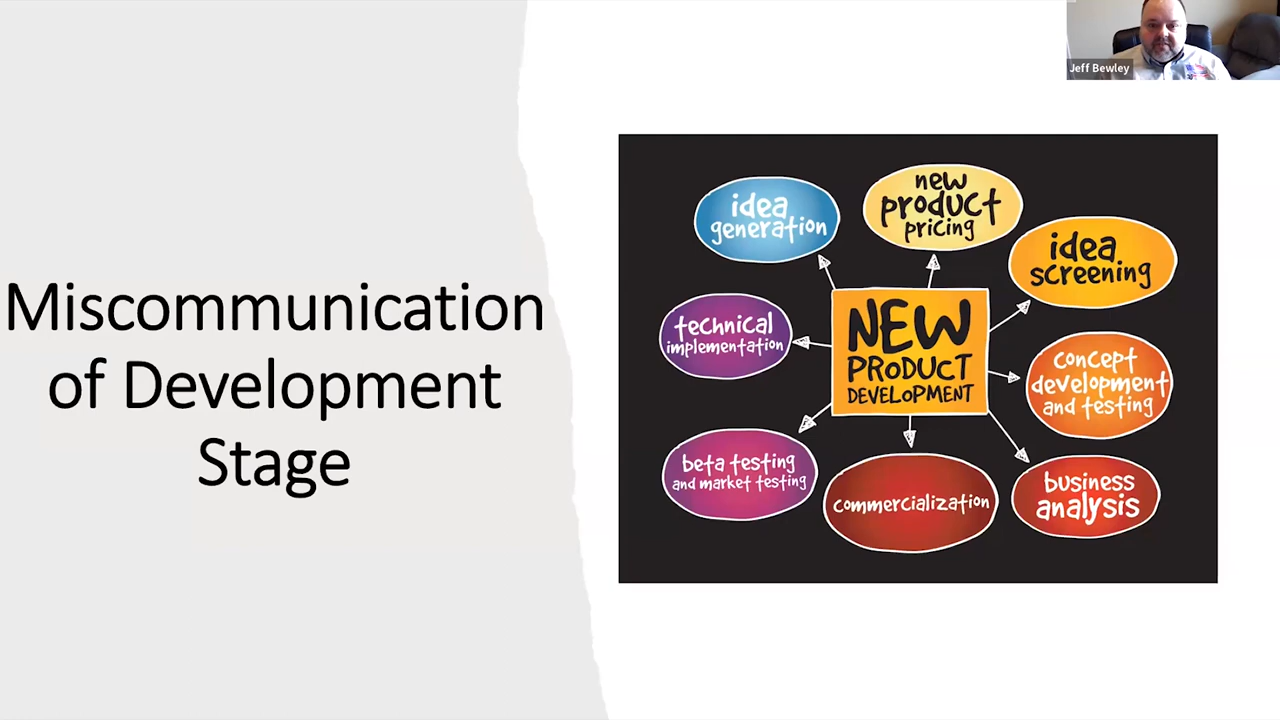 Jeff Bewley
Miscommunication
of Development
Stage
idea
generation
new
product
pricing
idea
screening
technical
implementation
NEW
PRODUCT
DEVELOPMENT
concept
development
and testing
beta testing
and market testing
commercialization
business
analysis